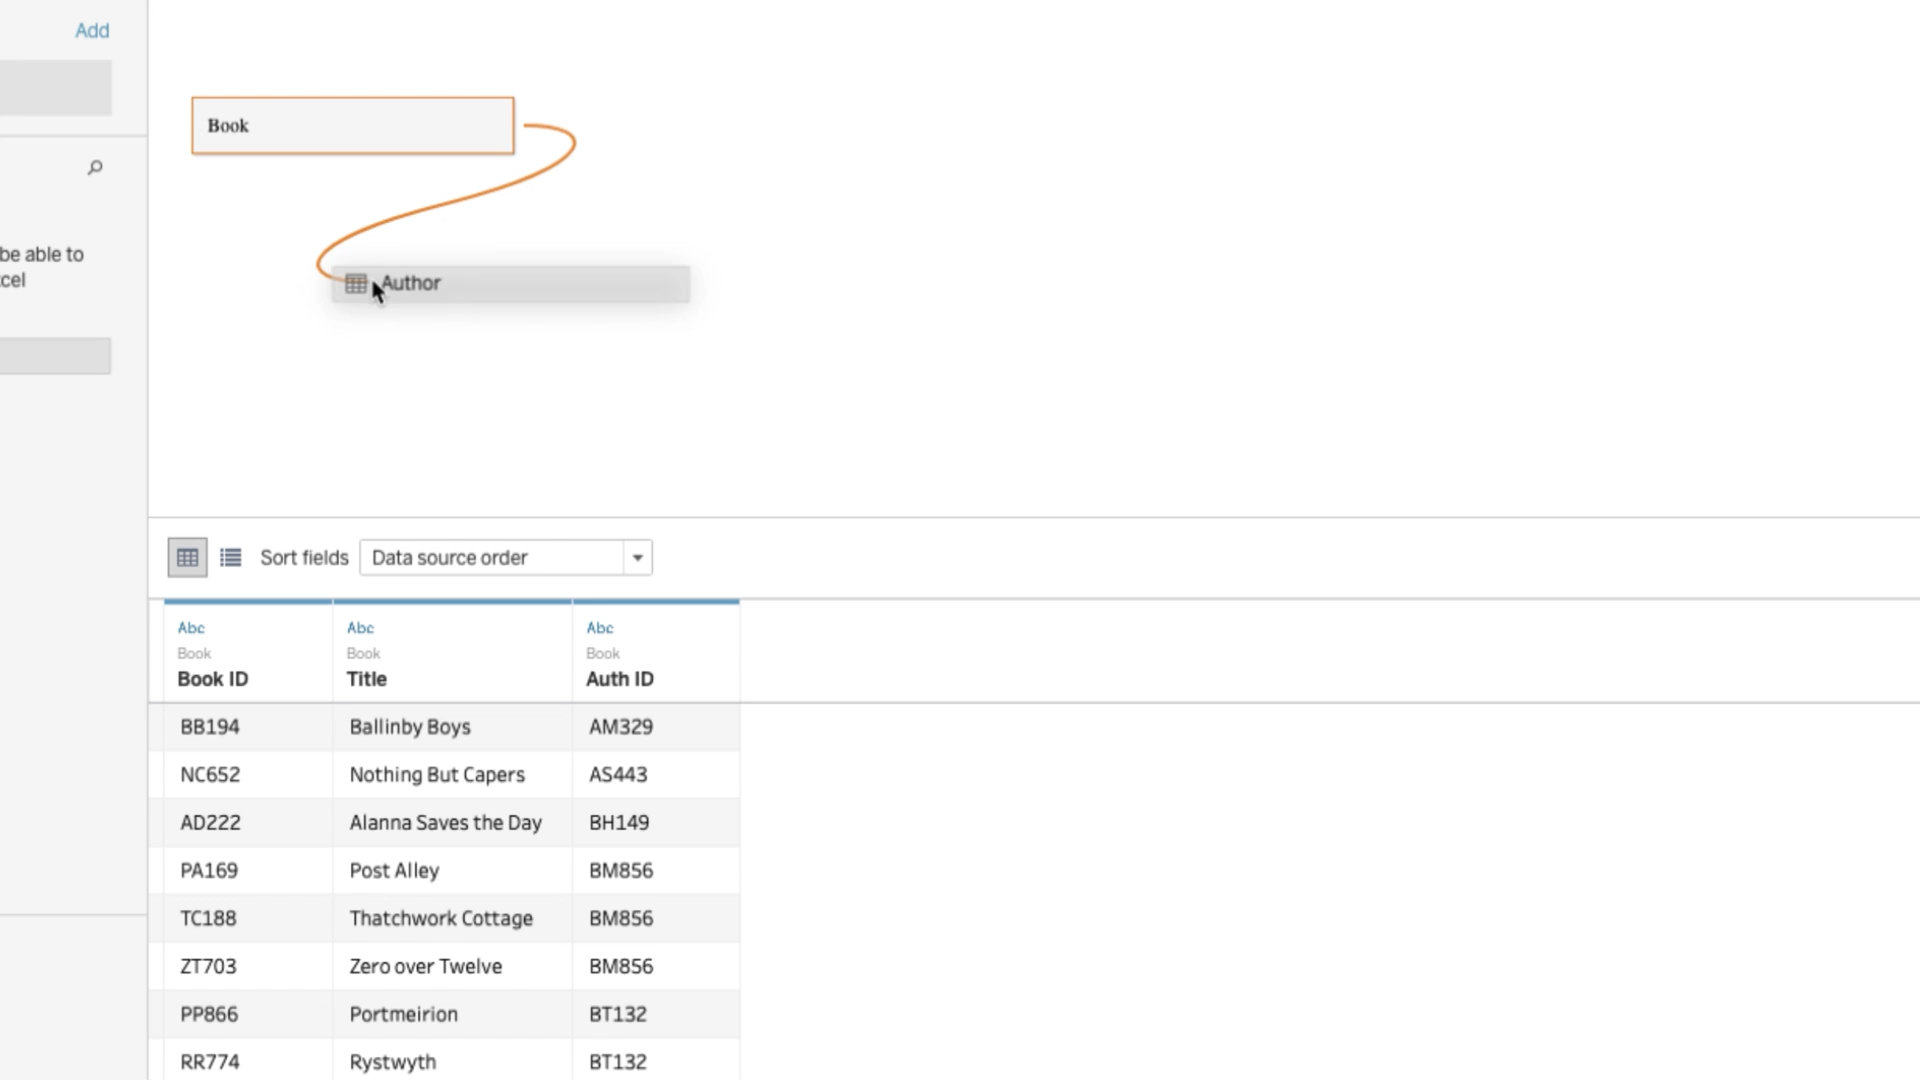 Add
Book
be able to
Author
Sort fields
Data source order
Abc Abc Abc
Book Book Book
Book ID Title Auth ID
BB194 Ballinby Boys AM329
NC652 Nothing But Capers AS443
AD222 Alanna Saves the Day BH149
PA169 Post Alley BM856
TC188 Thatchwork Cottage BM856
ZT703 Zero over Twelve BM856
PP866 Portmeirion BT132
RR774 Rystwyth BT132